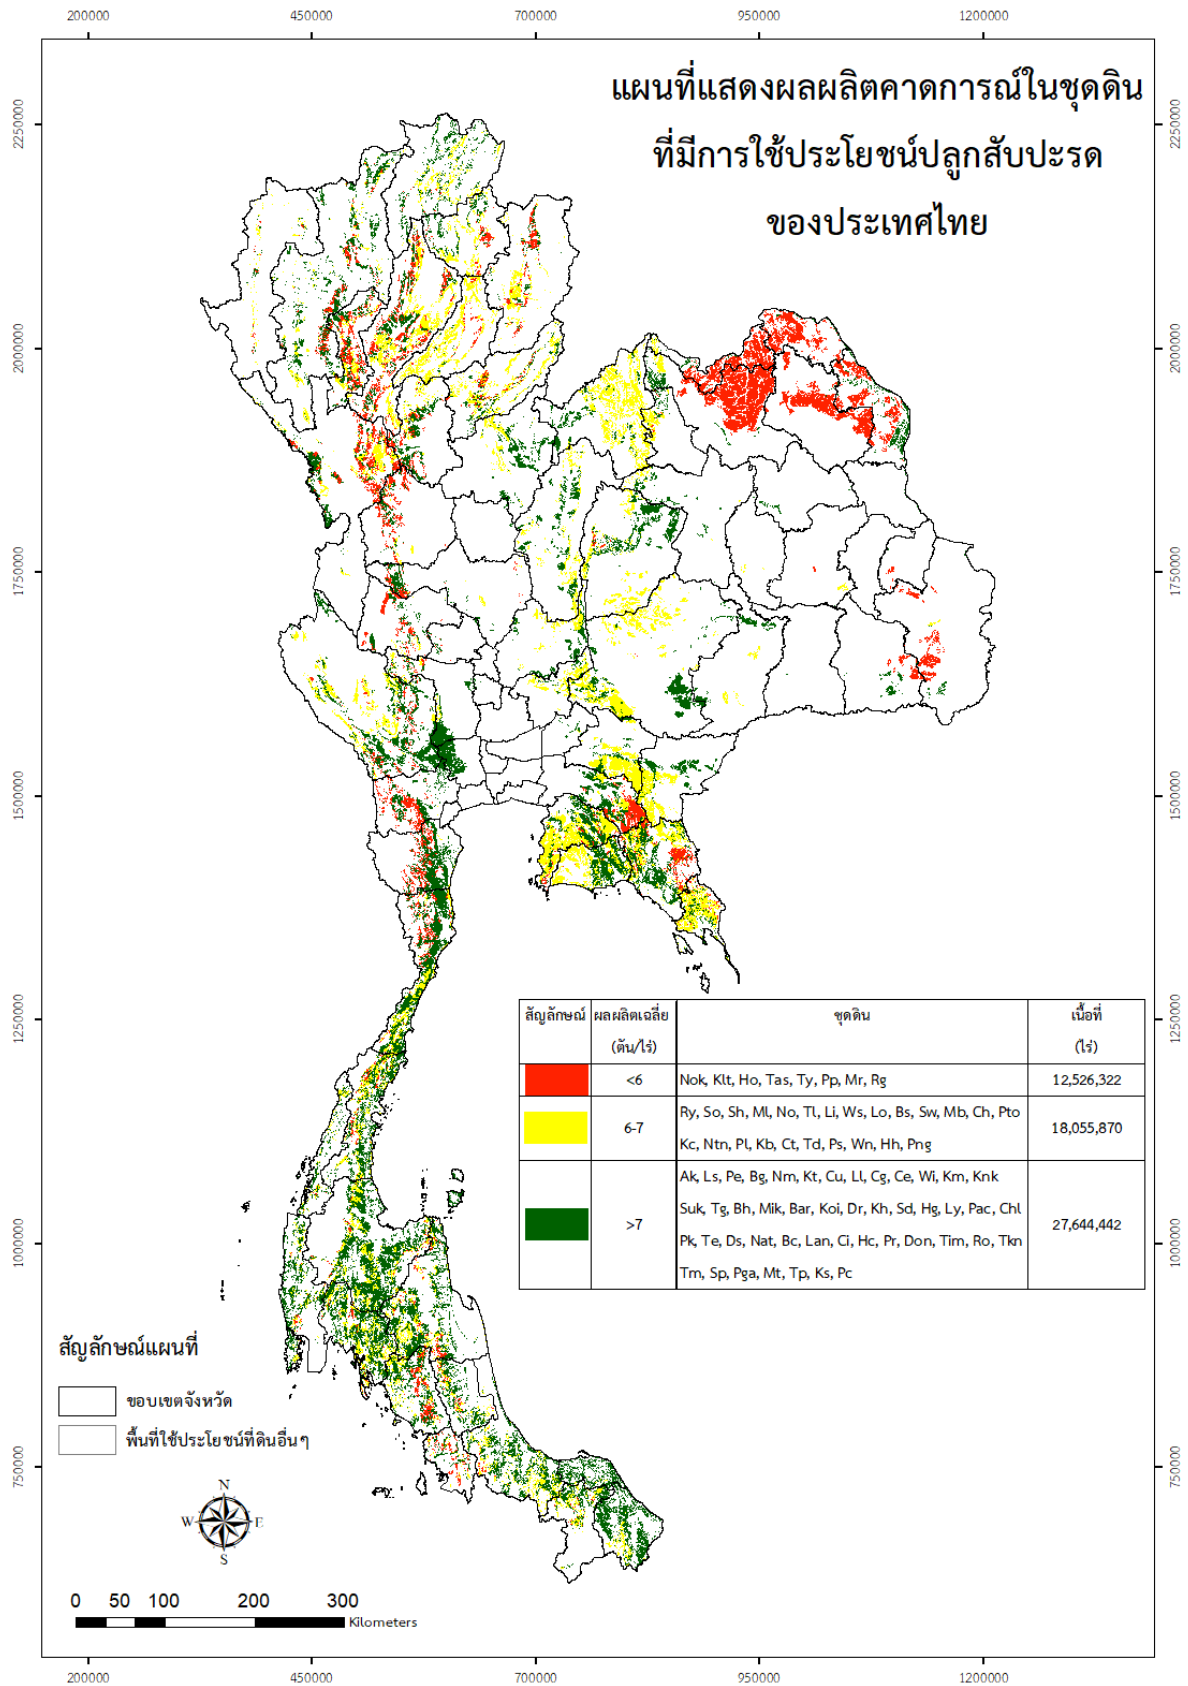 200000 450000 700000 950000 1200000
แผนที่แสดงผลผลิตคาดการณ์ในชุดดิน
ที่มีการใช้ประโยชน์ปลูกสับปะรด
ของประเทศไทย
2250000 2250000
2000000 2000000
1750000 1750000
1500000 1500000
1250000 1250000
1000000 1000000
750000 750000
สัญลักษณ์ ผลผลิตเฉลี่ย ชุดดิน เนื้อที่
(ตัน/ไร่) (ไร่)
<6 Nok, Klt, Ho, Tas, Ty, Pp, Mr, Rg 12,526,322
Ry, So, Sh, Ml, No, Tl, Li, Ws, Lo, Bs, Sw, Mb, Ch, Pto
6-7 18,055,870
Kc, Ntn, Pl, Kb, Ct, Td, Ps, Wn, Hh, Png
Ak, Ls, Pe, Bg, Nm, Kt, Cu, Ll, Cg, Ce, Wi, Km, Knk
Suk, Tg, Bh, Mik, Bar, Koi, Dr, Kh, Sd, Hg, Ly, Pac, Chl
>7 27,644,442
Pk, Te, Ds, Nat, Bc, Lan, Ci, Hc, Pr, Don, Tim, Ro, Tkn
Tm, Sp, Pga, Mt, Tp, Ks, Pc
สัญลักษณ์แผนที่
ขอบเขตจังหวัด
พื้นที่ใช้ประโยชน์ที่ดินอื่นๆ
N
W E
S
0 50 100 200 300
Kilometers
200000 450000 700000 950000 1200000